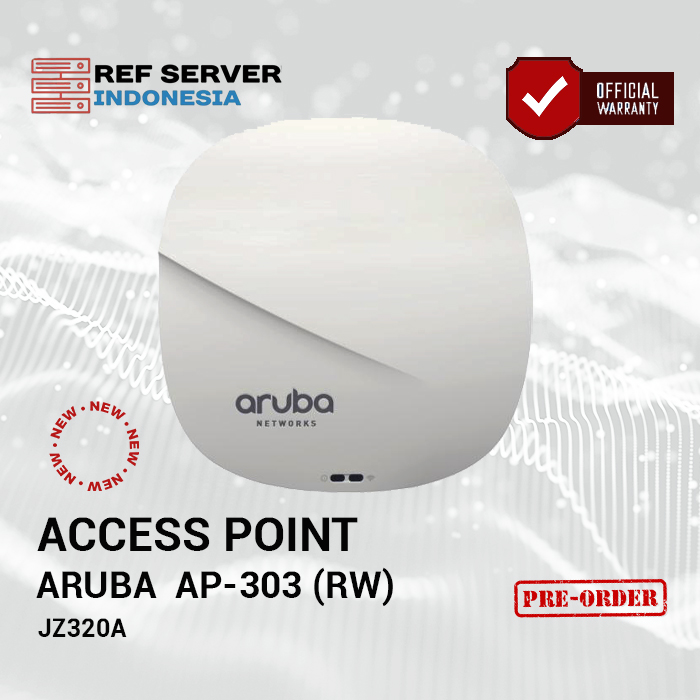 REF SERVER
INDONESIA
OFFICIAL
WARRANTY
aruba
NETWORKS
NEW • NEW • NEW • NEW • NEW • NEW •
ACCESS POINT
ARUBA AP-303 (RW)
JZ320A
PRE-ORDER